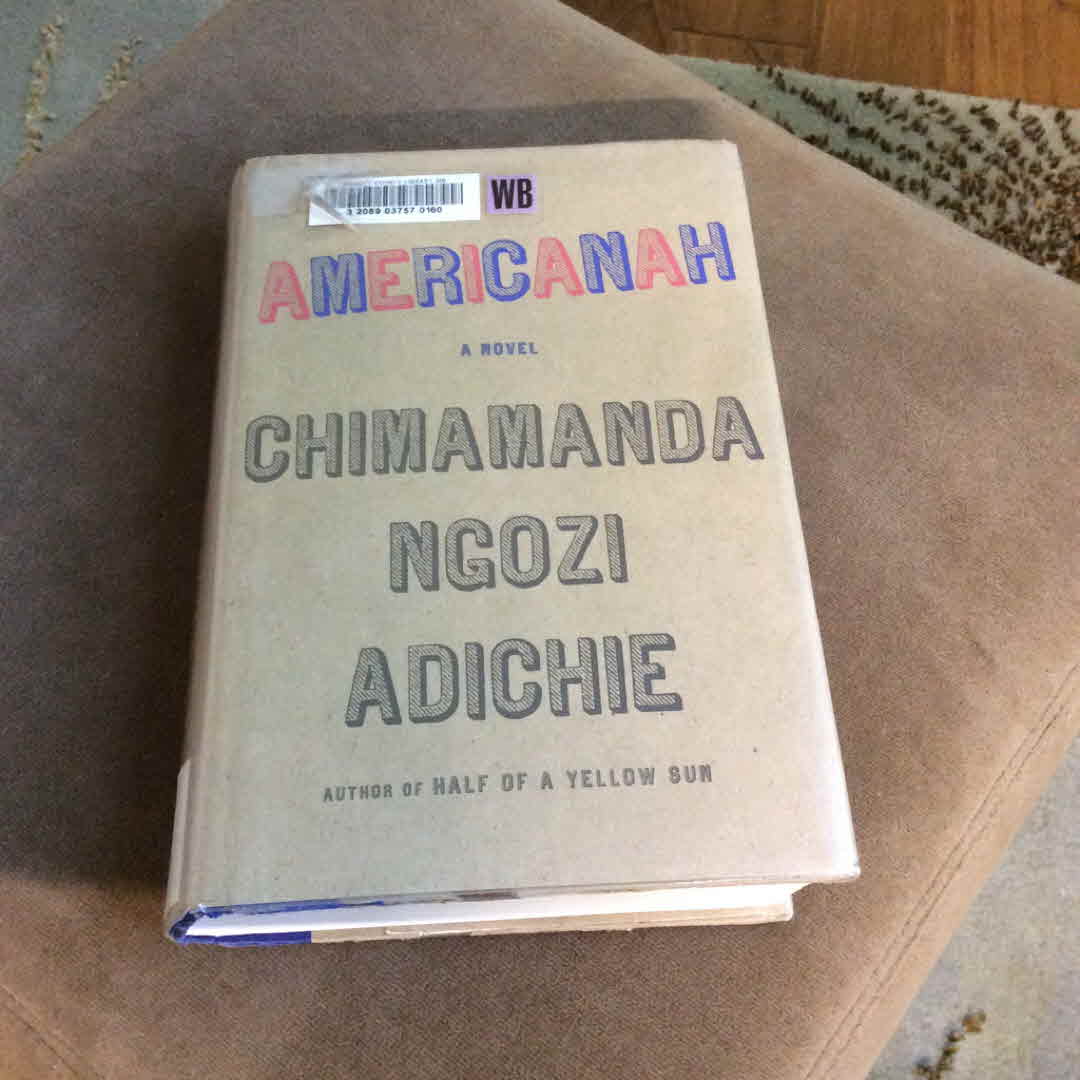 3 2089 03757 0160
WB
AMERICANAH
A NOVEL
CHIMAMANDA
NGOZI
ADICHIE
AUTHOR OF HALF OF A YELLOW SUN